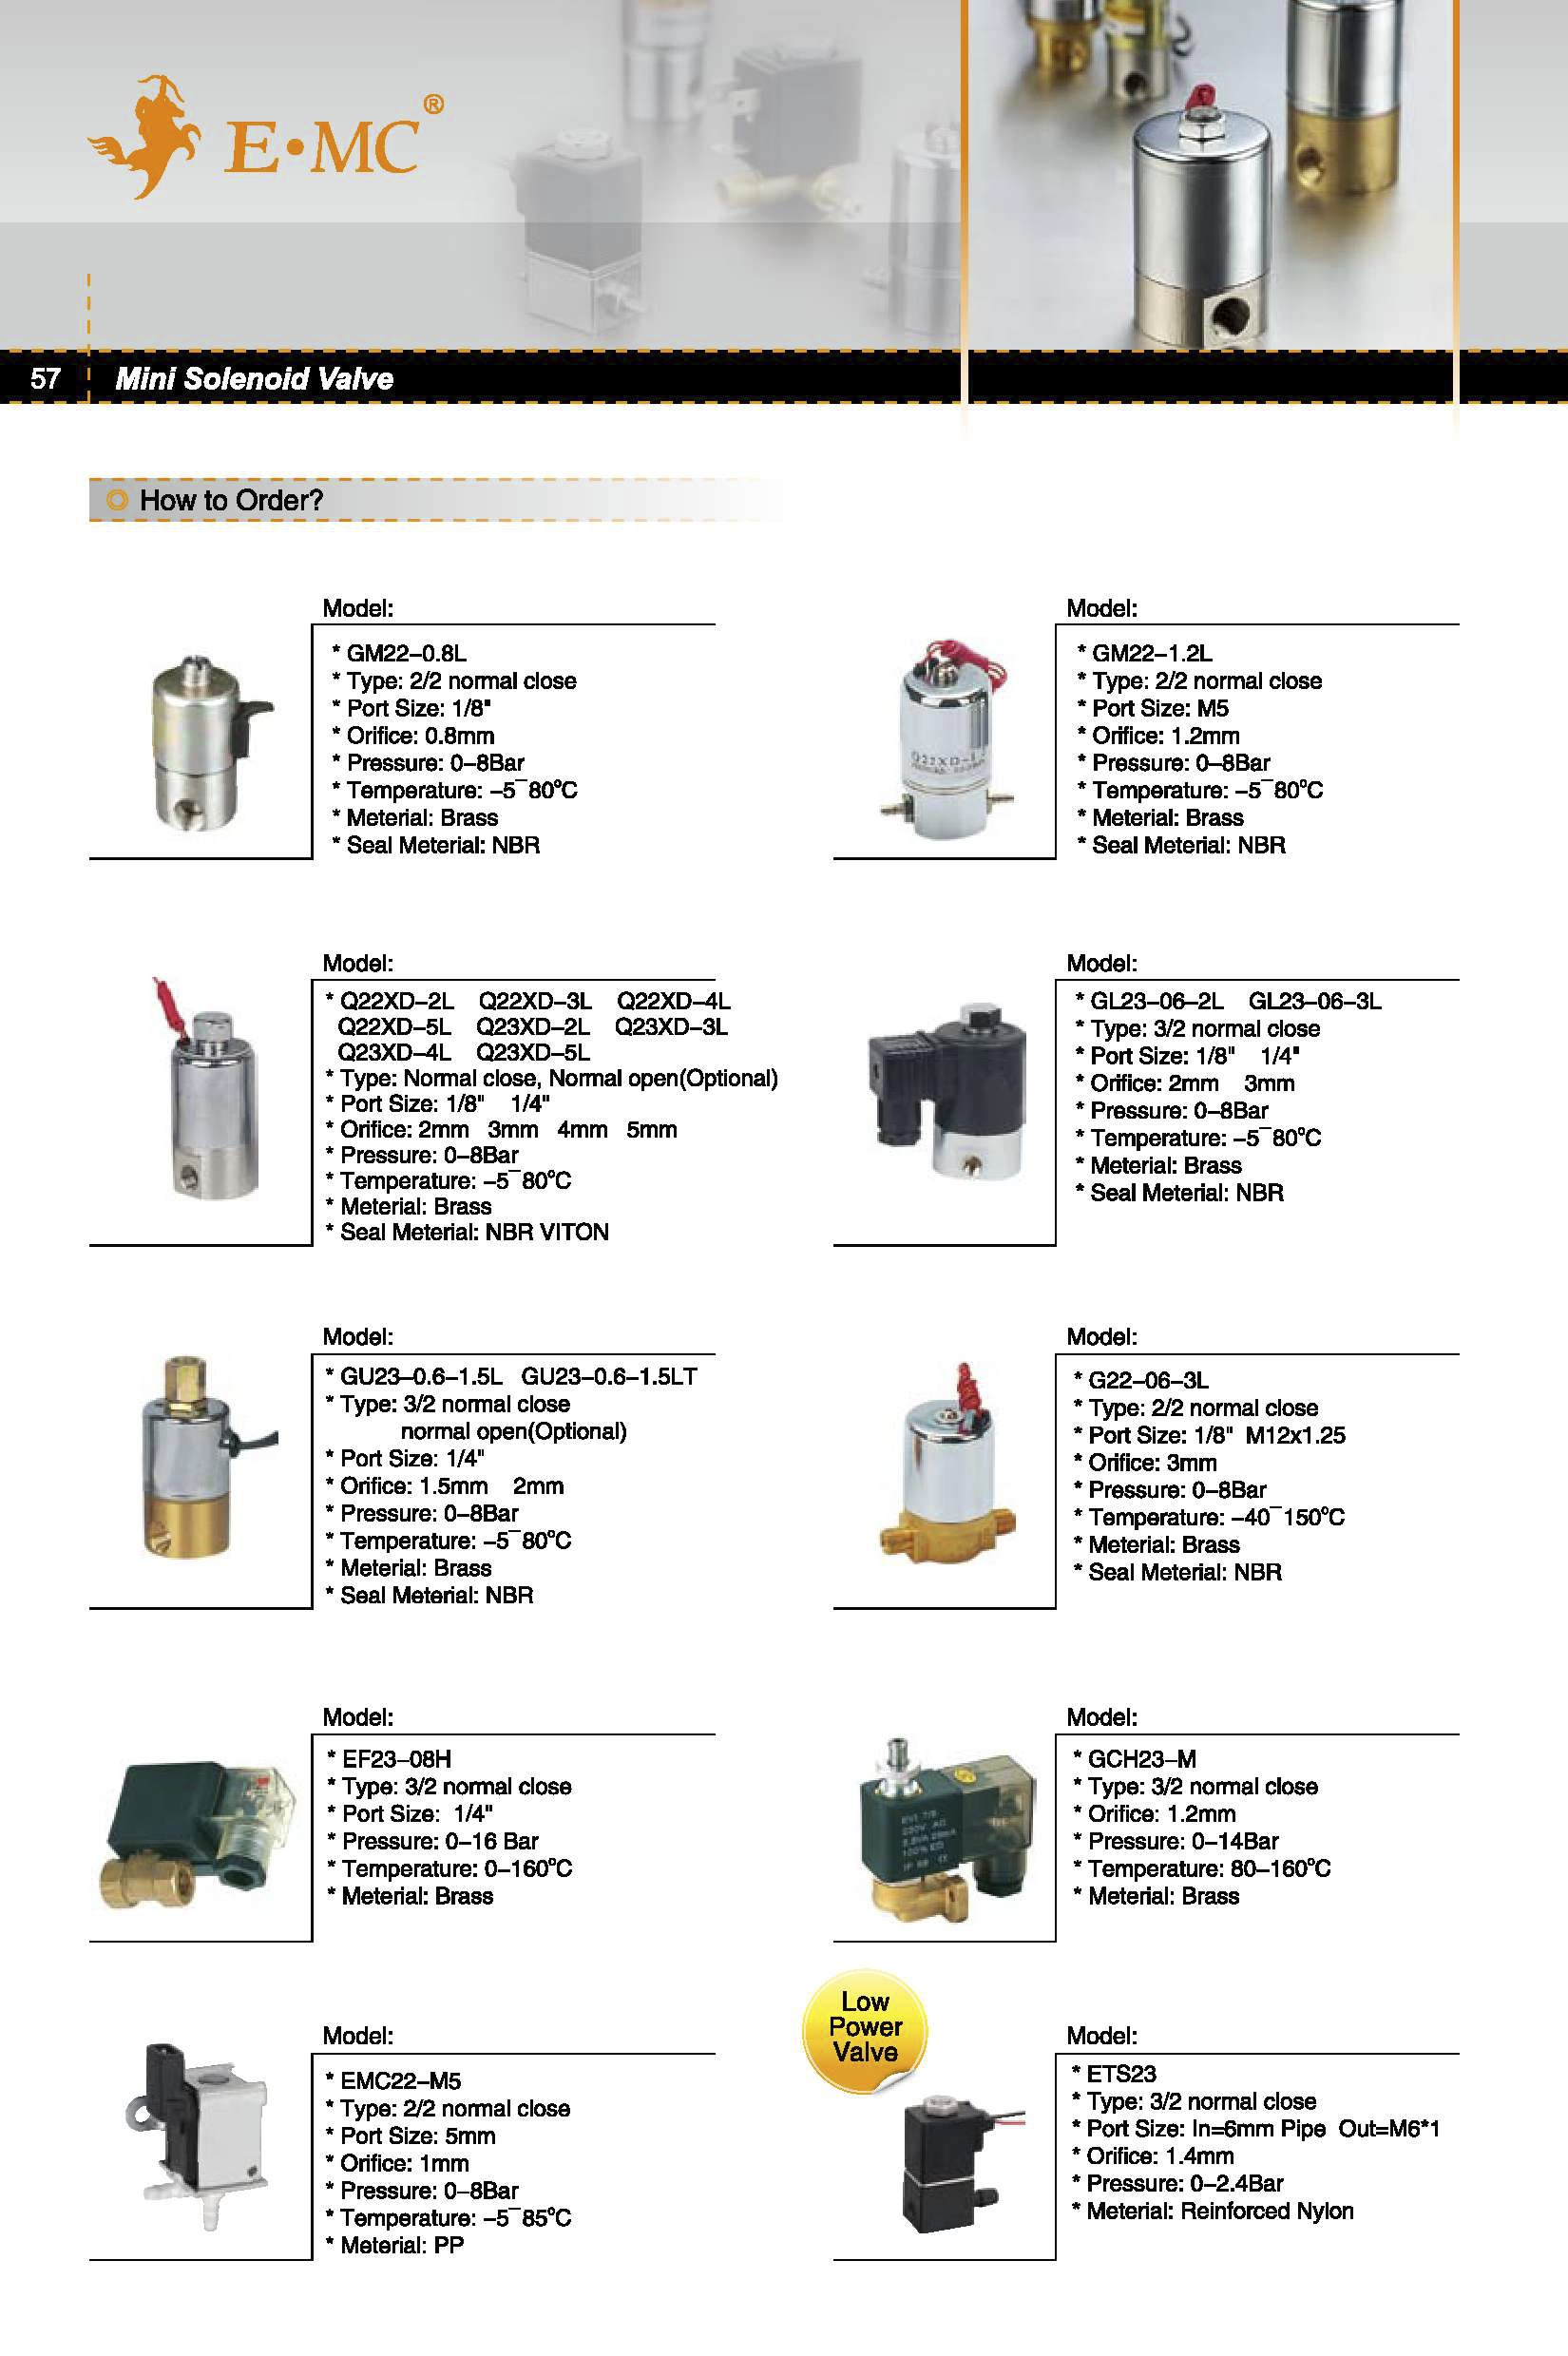 E·MC®
57 Mini Solenoid Valve
How to Order?
Model:
* GM22-0.8L
* Type: 2/2 normal close
* Port Size: 1/8"
* Orifice: 0.8mm
* Pressure: 0-8Bar
* Temperature: -5¯80°C
* Meterial: Brass
* Seal Meterial: NBR
Model:
* GM22-1.2L
* Type: 2/2 normal close
* Port Size: M5
* Orifice: 1.2mm
* Pressure: 0-8Bar
* Temperature: -5¯80°C
* Meterial: Brass
* Seal Meterial: NBR
Model:
* Q22XD-2L Q22XD-3L Q22XD-4L
Q22XD-5L Q23XD-2L Q23XD-3L
Q23XD-4L Q23XD-5L
* Type: Normal close, Normal open(Optional)
* Port Size: 1/8" 1/4"
* Orifice: 2mm 3mm 4mm 5mm
* Pressure: 0-8Bar
* Temperature: -5¯80°C
* Meterial: Brass
* Seal Meterial: NBR VITON
Model:
* GL23-06-2L GL23-06-3L
* Type: 3/2 normal close
* Port Size: 1/8" 1/4"
* Orifice: 2mm 3mm
* Pressure: 0-8Bar
* Temperature: -5¯80°C
* Meterial: Brass
* Seal Meterial: NBR
Model:
* GU23-0.6-1.5L GU23-0.6-1.5LT
* Type: 3/2 normal close
normal open(Optional)
* Port Size: 1/4"
* Orifice: 1.5mm 2mm
* Pressure: 0-8Bar
* Temperature: -5¯80°C
* Meterial: Brass
* Seal Meterial: NBR
Model:
* G22-06-3L
* Type: 2/2 normal close
* Port Size: 1/8" M12x1.25
* Orifice: 3mm
* Pressure: 0-8Bar
* Temperature: -40¯150°C
* Meterial: Brass
* Seal Meterial: NBR
Model:
* EF23-08H
* Type: 3/2 normal close
* Port Size: 1/4"
* Pressure: 0-16 Bar
* Temperature: 0-160°C
* Meterial: Brass
Model:
* GCH23-M
* Type: 3/2 normal close
* Orifice: 1.2mm
* Pressure: 0-14Bar
* Temperature: 80-160°C
* Meterial: Brass
Model:
* EMC22-M5
* Type: 2/2 normal close
* Port Size: 5mm
* Orifice: 1mm
* Pressure: 0-8Bar
* Temperature: -5¯85°C
* Meterial: PP
Low
Power
Valve
Model:
* ETS23
* Type: 3/2 normal close
* Port Size: In=6mm Pipe Out=M6*1
* Orifice: 1.4mm
* Pressure: 0-2.4Bar
* Meterial: Reinforced Nylon